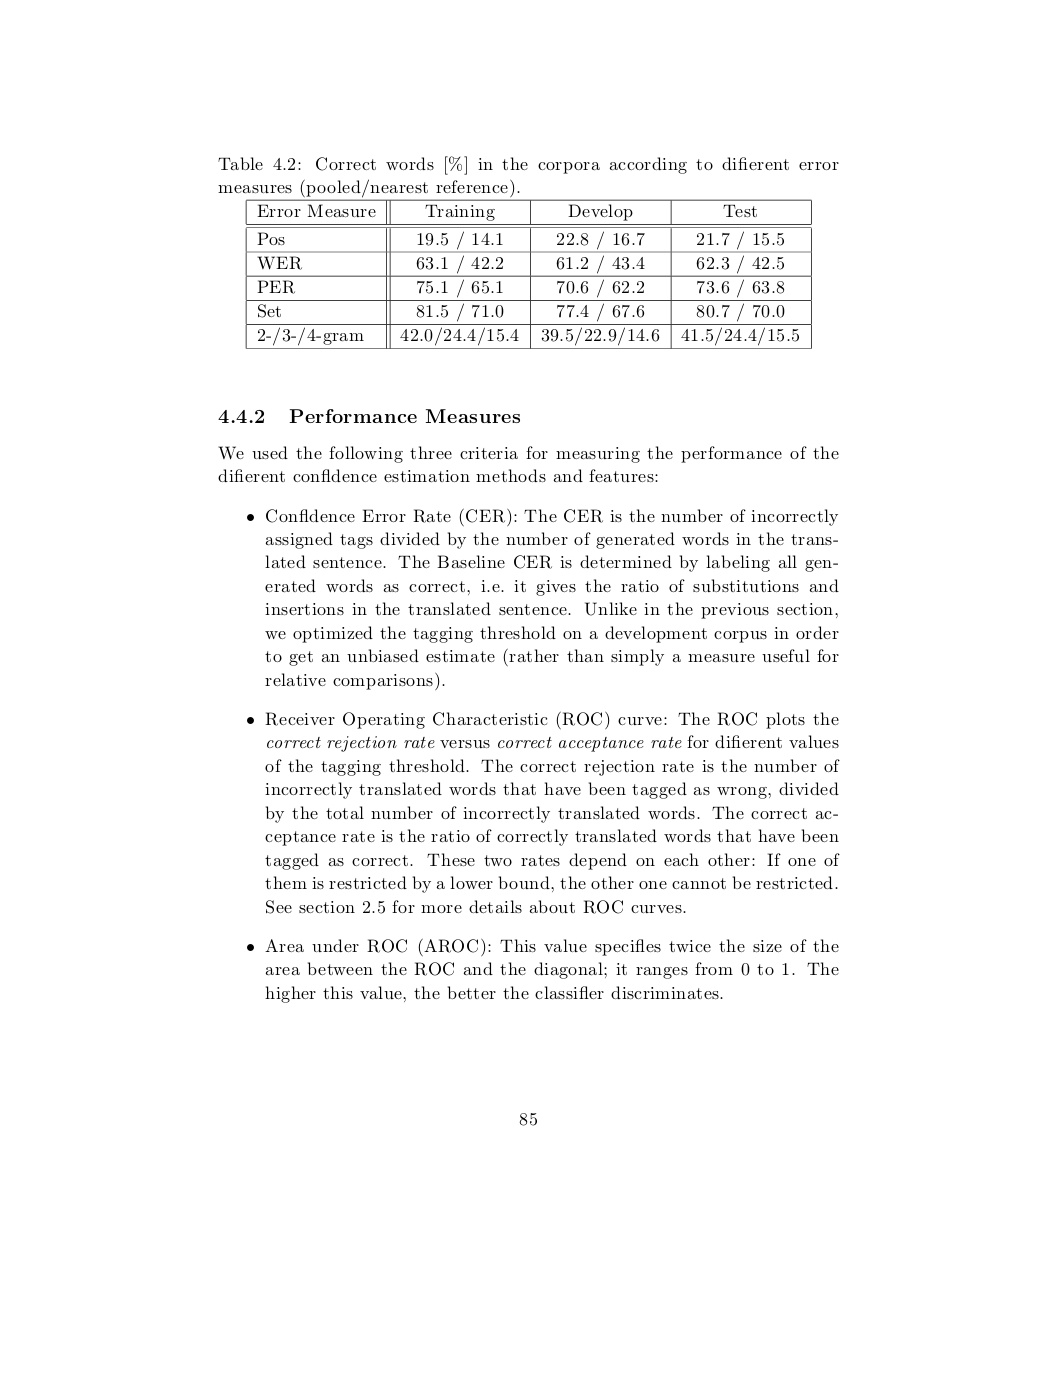 Table 4.2: Correct words [%] in the corpora according to difierent error
measures (pooled/nearest reference).
Error Measure Training Develop Test
Pos 19.5 / 14.1 22.8 / 16.7 21.7 / 15.5
WER 63.1 / 42.2 61.2 / 43.4 62.3 / 42.5
PER 75.1 / 65.1 70.6 / 62.2 73.6 / 63.8
Set 81.5 / 71.0 77.4 / 67.6 80.7 / 70.0
2-/3-/4-gram 42.0/24.4/15.4 39.5/22.9/14.6 41.5/24.4/15.5
4.4.2 Performance Measures
We used the following three criteria for measuring the performance of the
difierent confldence estimation methods and features:
• Confldence Error Rate (CER): The CER is the number of incorrectly
assigned tags divided by the number of generated words in the trans-
lated sentence. The Baseline CER is determined by labeling all gen-
erated words as correct, i.e. it gives the ratio of substitutions and
insertions in the translated sentence. Unlike in the previous section,
we optimized the tagging threshold on a development corpus in order
to get an unbiased estimate (rather than simply a measure useful for
relative comparisons).
• Receiver Operating Characteristic (ROC) curve: The ROC plots the
correct rejection rate versus correct acceptance rate for difierent values
of the tagging threshold. The correct rejection rate is the number of
incorrectly translated words that have been tagged as wrong, divided
by the total number of incorrectly translated words. The correct ac-
ceptance rate is the ratio of correctly translated words that have been
tagged as correct. These two rates depend on each other: If one of
them is restricted by a lower bound, the other one cannot be restricted.
See section 2.5 for more details about ROC curves.
• Area under ROC (AROC): This value specifles twice the size of the
area between the ROC and the diagonal; it ranges from 0 to 1. The
higher this value, the better the classifler discriminates.
85